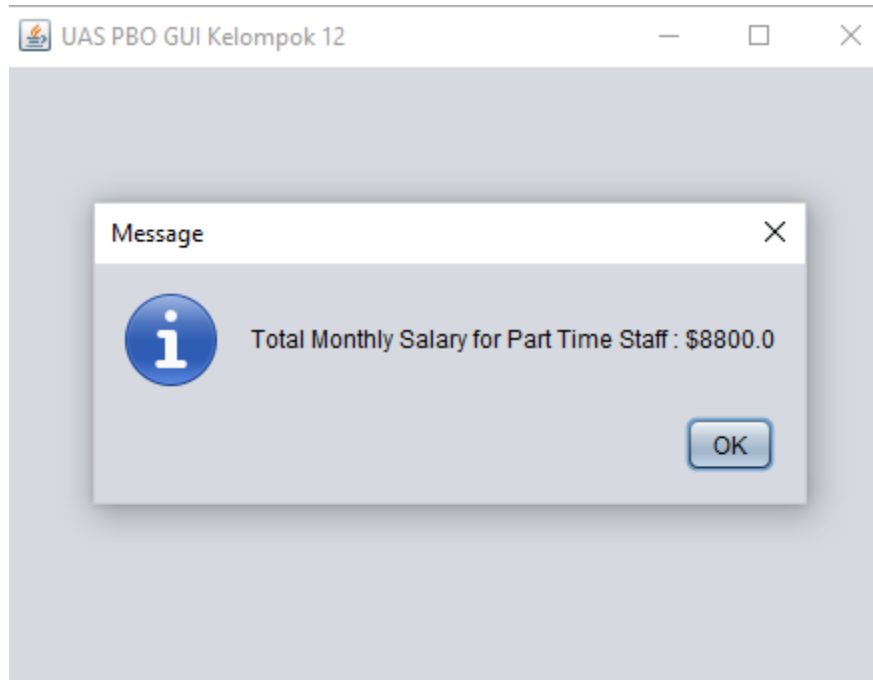 UAS PBO GUI Kelompok 12
Message
Total Monthly Salary for Part Time Staff : $8800.0
OK